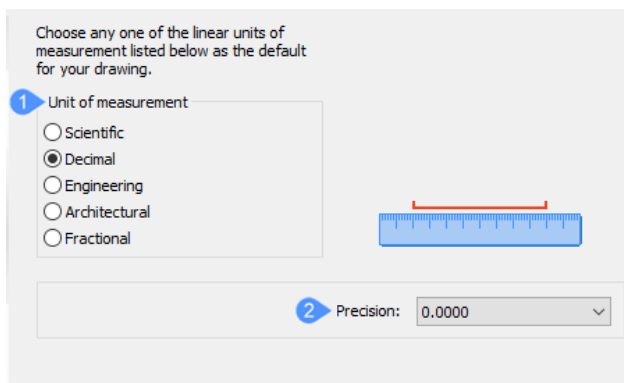 Choose any one of the linear units of
measurement listed below as the default
for your drawing.
1 Unit of measurement
Scientific
Decimal
Engineering
Architectural
Fractional
2 Precision: 0.0000